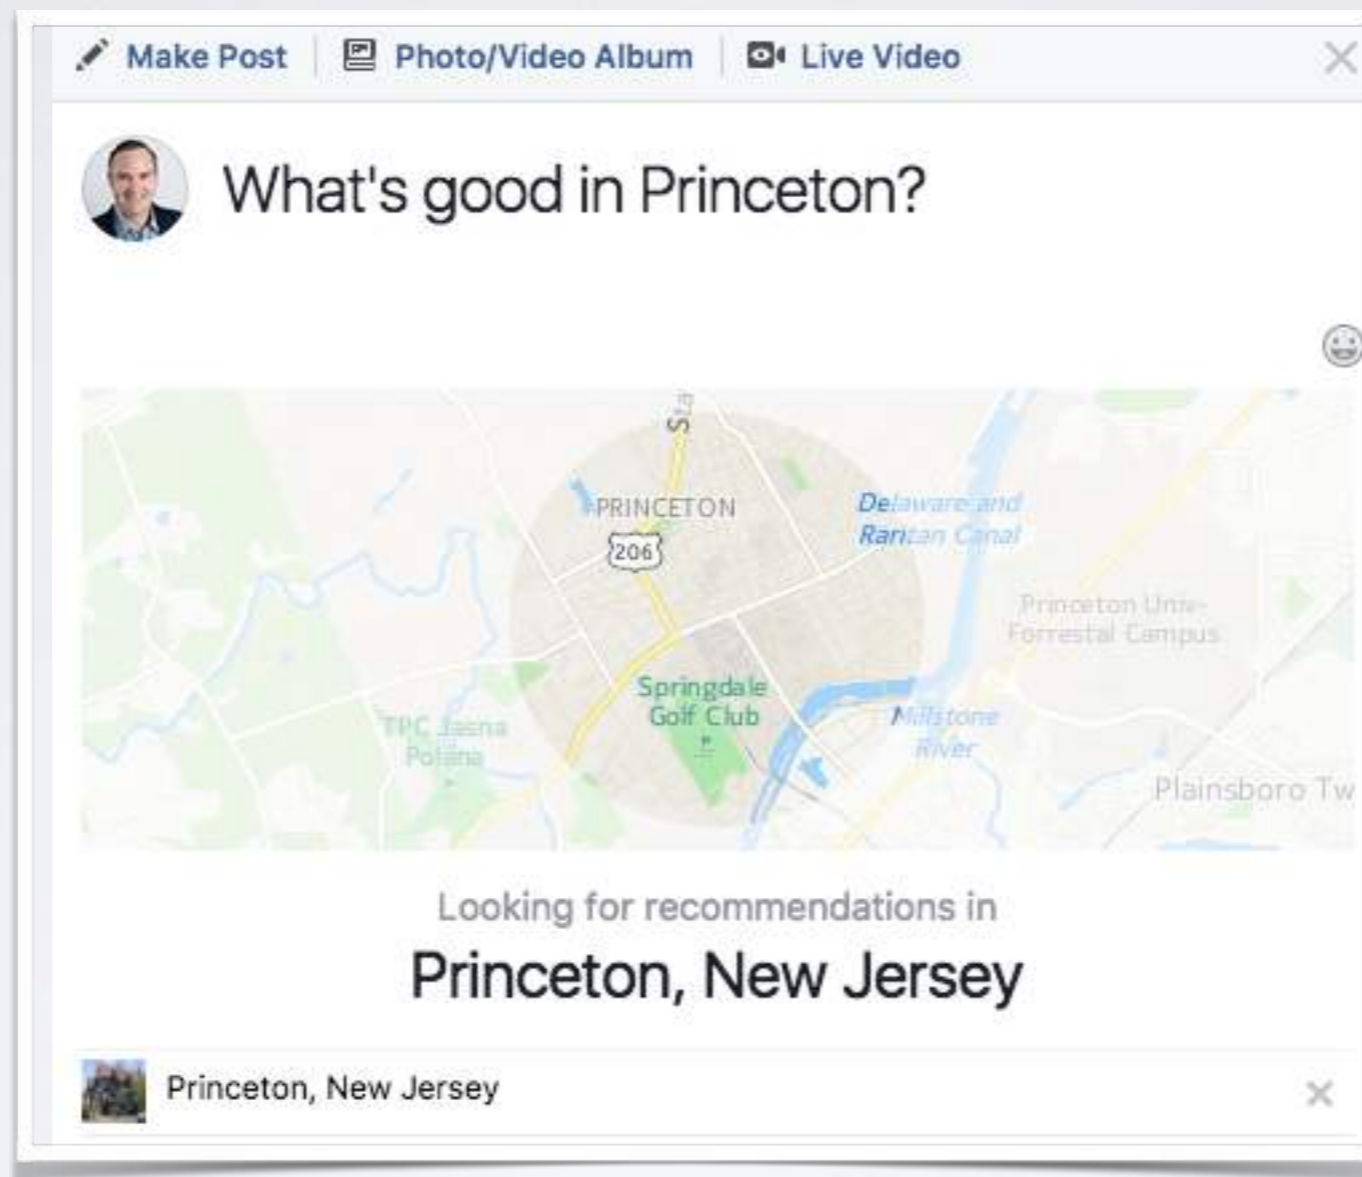 Make Post Photo/Video Album Live Video
What's good in Princeton?
Sta
PRINCETON
206
Delaware and
Raritan Canal
Princeton Univ-
Forrestal Campus
Springdale
Golf Club
TPC Jasna
Polana
Millstone
River
Plainsboro Tw
Looking for recommendations in
Princeton, New Jersey
Princeton, New Jersey